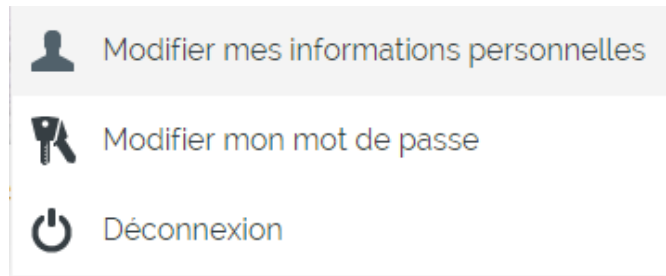 Modifier mes informations personnelles
Modifier mon mot de passe
Déconnexion